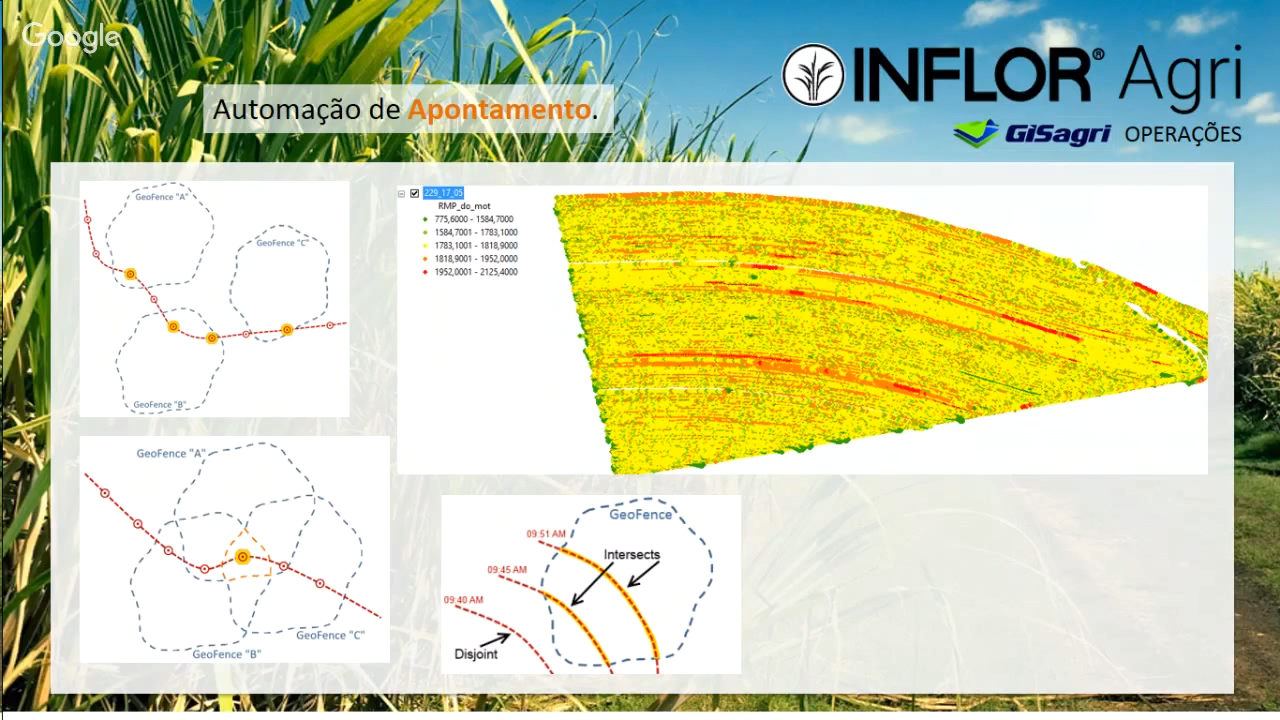 Google
INFLOR® Agri
Automação de Apontamento.
GISagri OPERAÇÕES
GeoFence "A"
GeoFence "C"
GeoFence "B"
229_17_05
RMP_do_mot
775,6000 - 1584,7000
1584,7001 - 1783,1000
1783,1001 - 1818,9000
1818,9001 - 1952,0000
1952,0001 - 2125,4000
GeoFence "A"
GeoFence "C"
GeoFence "B"
GeoFence
09:51 AM
Intersects
09:45 AM
09:40 AM
Disjoint